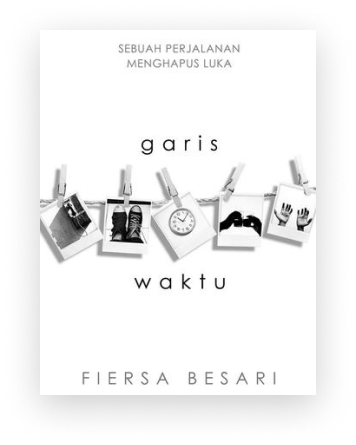 SEBUAH PERJALANAN
MENGHAPUS LUKA
garis
waktu
FIERSA BESARI